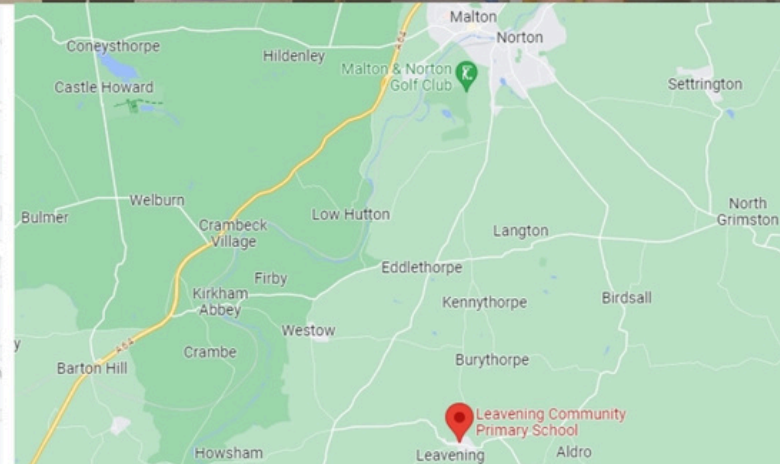 Malton
Norton
A64
Coneysthorpe
Hildenley
Malton & Norton
Golf Club
Castle Howard
Settrington
Welburn
Bulmer
Low Hutton
North
Grimston
Crambeck
Village
Langton
Eddlethorpe
Firby
Kirkham
Abbey
Kennythorpe
Birdsall
Westow
y
A64
Crambe
Burythorpe
Barton Hill
Leavening Community
Primary School
Howsham
Leavening
Aldro